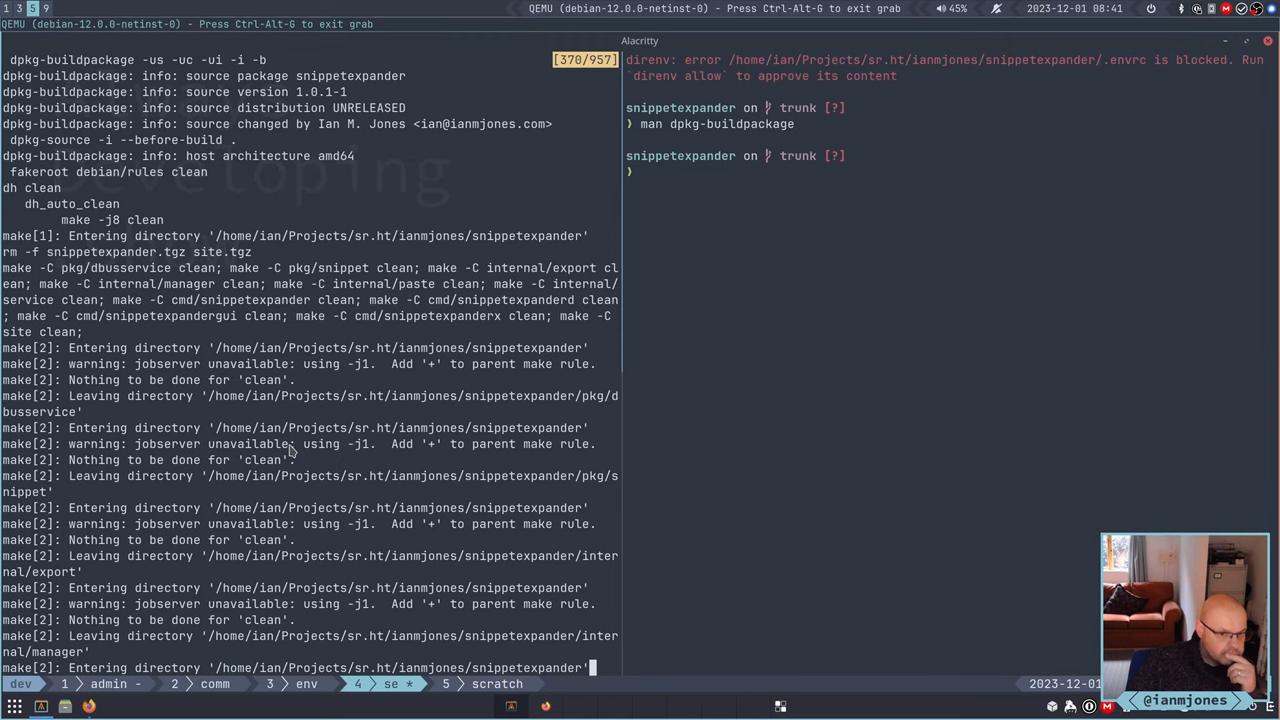 1 3 5 9
QEMU (debian-12.2.0-netinst-0.0) - Press Ctrl-Alt-G to exit grab
45%
2023-12-01 08:41
QEMU (debian-12.2.0-netinst-0.0) - Press Ctrl-Alt-G to exit grab
Alacritty
dpkg-buildpackage -us -uc -ui -i -b
[370/957]
dpkg-buildpackage: info: source package snippetexpander
dpkg-buildpackage: info: source version 1.0.1-1
dpkg-buildpackage: info: source distribution UNRELEASED
dpkg-buildpackage: info: source changed by Ian M. Jones <ian@ianmjones.com>
dpkg-source -i --before-build .
dpkg-buildpackage: info: host architecture amd64
fakeroot debian/rules clean
dh clean
dh_auto_clean
make -j8 clean
make[1]: Entering directory '/home/ian/Projects/sr.ht/ianmjones/snippetexpander'
rm -f snippetexpander.tgz site.tgz
make -C pkg/dbusservice clean; make -C pkg/snippet clean; make -C internal/export cl
ean; make -C internal/manager clean; make -C internal/paste clean; make -C internal/
service clean; make -C cmd/snippetexpander clean; make -C cmd/snippetexpanderd clean
; make -C cmd/snippetexpandergui clean; make -C cmd/snippetexpanderx clean; make -C
site clean;
make[2]: Entering directory '/home/ian/Projects/sr.ht/ianmjones/snippetexpander'
make[2]: warning: jobserver unavailable: using -j1.  Add '+' to parent make rule.
make[2]: Nothing to be done for 'clean'.
make[2]: Leaving directory '/home/ian/Projects/sr.ht/ianmjones/snippetexpander/pkg/d
busservice'
make[2]: Entering directory '/home/ian/Projects/sr.ht/ianmjones/snippetexpander'
make[2]: warning: jobserver unavailable: using -j1.  Add '+' to parent make rule.
make[2]: Nothing to be done for 'clean'.
make[2]: Leaving directory '/home/ian/Projects/sr.ht/ianmjones/snippetexpander/pkg/s
nippet'
make[2]: Entering directory '/home/ian/Projects/sr.ht/ianmjones/snippetexpander'
make[2]: warning: jobserver unavailable: using -j1.  Add '+' to parent make rule.
make[2]: Nothing to be done for 'clean'.
make[2]: Leaving directory '/home/ian/Projects/sr.ht/ianmjones/snippetexpander/inter
nal/export'
make[2]: Entering directory '/home/ian/Projects/sr.ht/ianmjones/snippetexpander'
make[2]: warning: jobserver unavailable: using -j1.  Add '+' to parent make rule.
make[2]: Nothing to be done for 'clean'.
make[2]: Leaving directory '/home/ian/Projects/sr.ht/ianmjones/snippetexpander/inter
nal/manager'
make[2]: Entering directory '/home/ian/Projects/sr.ht/ianmjones/snippetexpander'
Developing
direnv: error /home/ian/Projects/sr.ht/ianmjones/snippetexpander/.envrc is blocked. Run
`direnv allow` to approve its content
snippetexpander on trunk [?]
❯ man dpkg-buildpackage
snippetexpander on trunk [?]
❯
dev 1 admin - 2 comm 3 env 4 se * 5 scratch
2023-12-01
@ianmjones